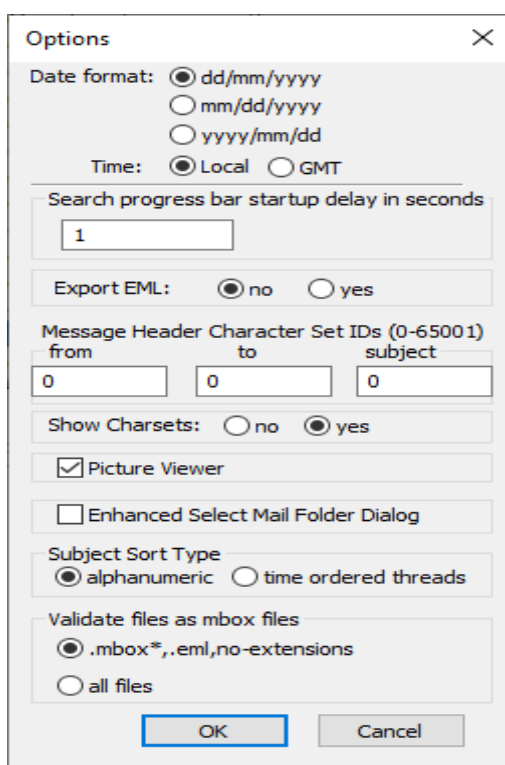 Options
Date format: dd/mm/yyyy
mm/dd/yyyy
yyyy/mm/dd
Time: Local GMT
Search progress bar startup delay in seconds
1
Export EML: no yes
Message Header Character Set IDs (0-65001)
from to subject
0 0 0
Show Charsets: no yes
Picture Viewer
Enhanced Select Mail Folder Dialog
Subject Sort Type
alphanumeric time ordered threads
Validate files as mbox files
.mbox*,.eml,no-extensions
all files
OK Cancel